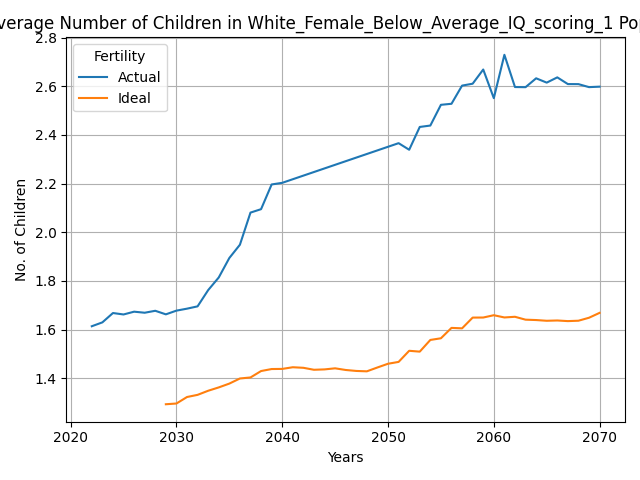 verage Number of Children in White_Female_Below_Average_IQ_scoring_1 Pop
Fertility
Actual
Ideal
No. of Children
2.8
2.6
2.4
2.2
2.0
1.8
1.6
1.4
2020 2030 2040 2050 2060 2070
Years